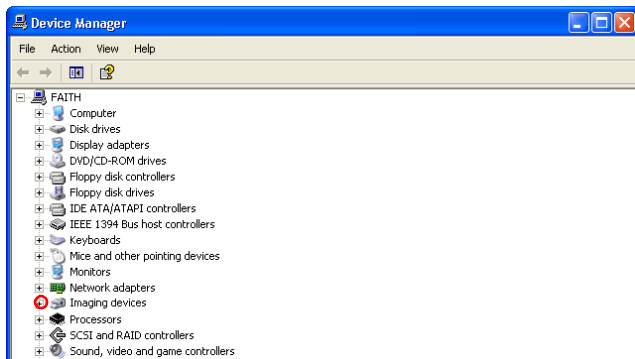 Device Manager
File Action View Help
FAITH
Computer
Disk drives
Display adapters
DVD/CD-ROM drives
Floppy disk controllers
Floppy disk drives
IDE ATA/ATAPI controllers
IEEE 1394 Bus host controllers
Keyboards
Mice and other pointing devices
Monitors
Network adapters
Imaging devices
Processors
SCSI and RAID controllers
Sound, video and game controllers